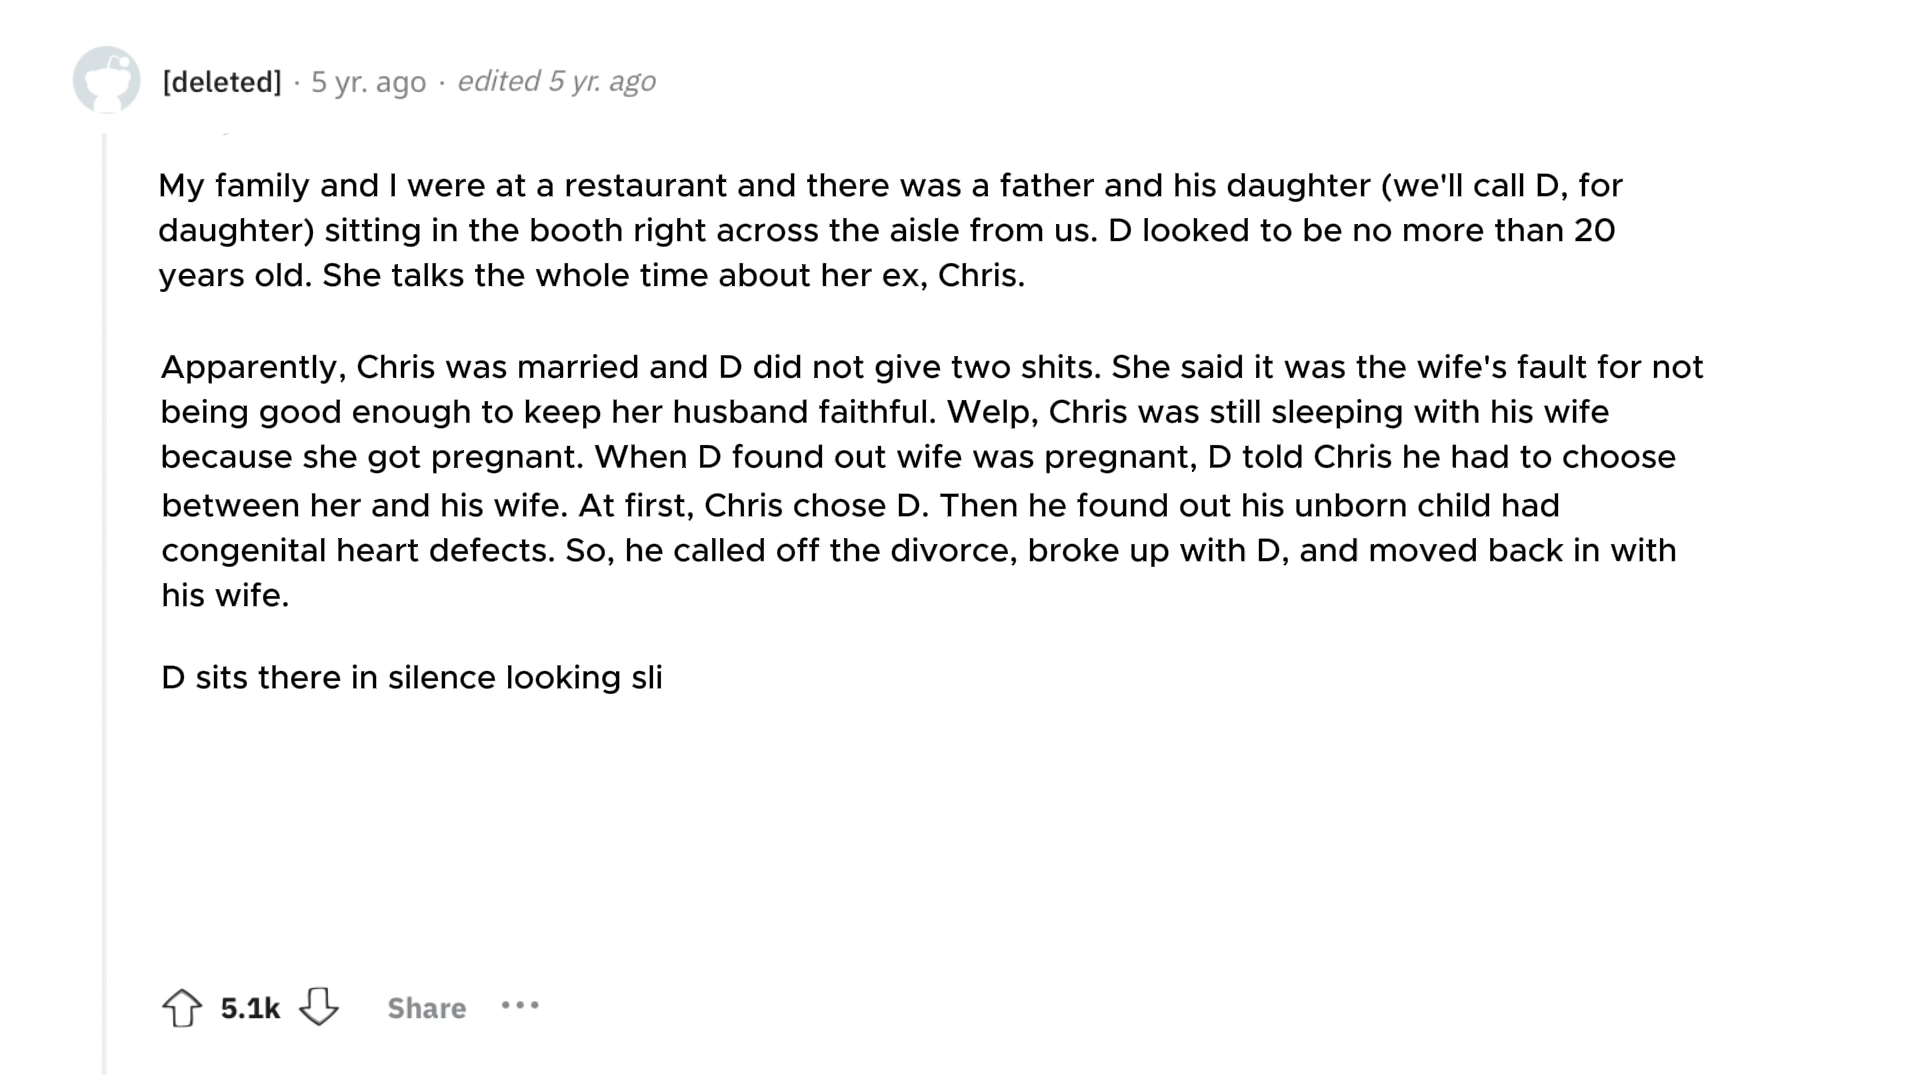 [deleted] · 5 yr. ago · edited 5 yr. ago
My family and I were at a restaurant and there was a father and his daughter (we'll call D, for
daughter) sitting in the booth right across the aisle from us. D looked to be no more than 20
years old. She talks the whole time about her ex, Chris.
Apparently, Chris was married and D did not give two shits. She said it was the wife's fault for not
being good enough to keep her husband faithful. Welp, Chris was still sleeping with his wife
because she got pregnant. When D found out wife was pregnant, D told Chris he had to choose
between her and his wife. At first, Chris chose D. Then he found out his unborn child had
congenital heart defects. So, he called off the divorce, broke up with D, and moved back in with
his wife.
D sits there in silence looking sli
5.1k Share ···